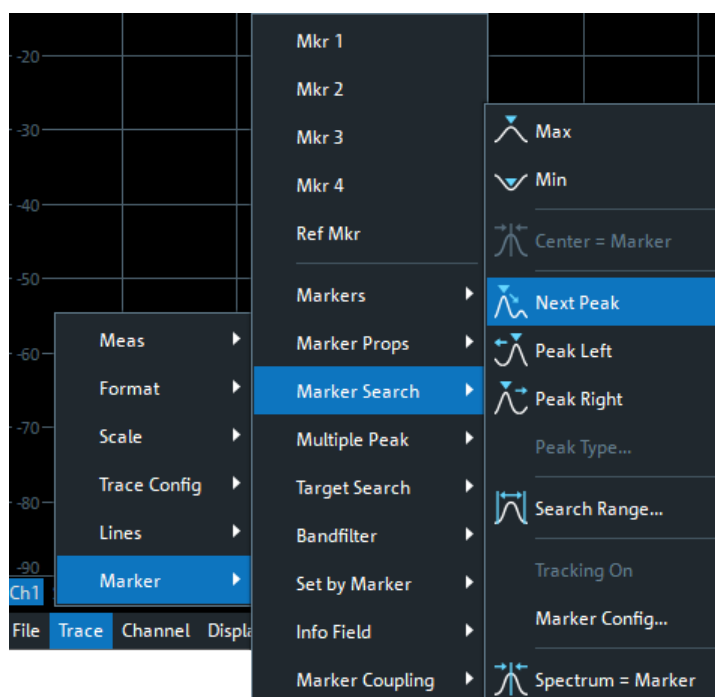 -20
-30
-40
-50
-60
-70
-80
-90
Ch1
Meas
Format
Scale
Trace Config
Lines
Marker
File Trace Channel Displa
Mkr 1
Mkr 2
Mkr 3
Mkr 4
Ref Mkr
Markers
Marker Props
Marker Search
Multiple Peak
Target Search
Bandfilter
Set by Marker
Info Field
Marker Coupling
Max
Min
Center = Marker
Next Peak
Peak Left
Peak Right
Peak Type...
Search Range...
Tracking On
Marker Config...
Spectrum = Marker